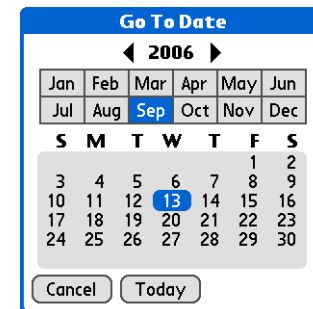 Go To Date
2006
Jan Feb Mar Apr May Jun
Jul Aug Sep Oct Nov Dec
S M T W T F S
1 2
3 4 5 6 7 8 9
10 11 12 13 14 15 16
17 18 19 20 21 22 23
24 25 26 27 28 29 30
Cancel Today